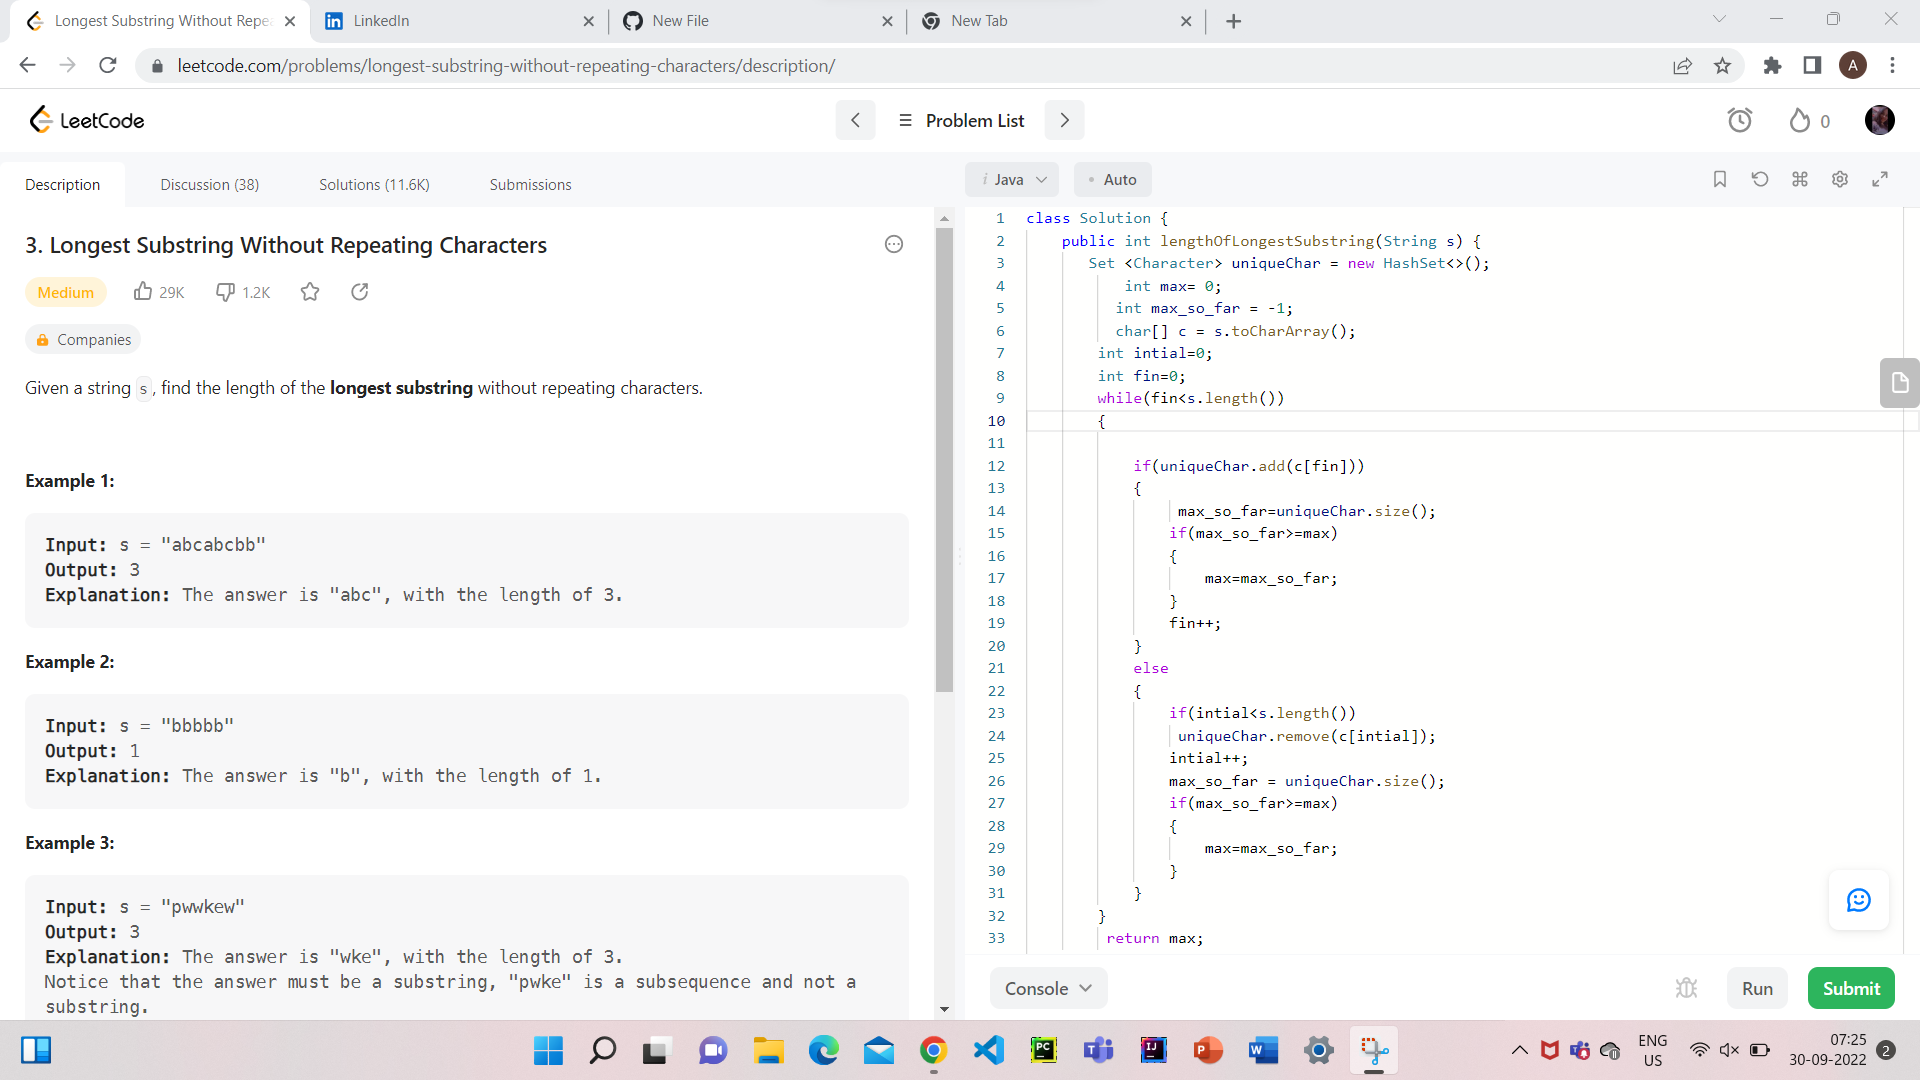 Longest Substring Without Repe
LinkedIn
New File
New Tab
leetcode.com/problems/longest-substring-without-repeating-characters/description/
A
LeetCode
Problem List
0
Description
Discussion (38)
Solutions (11.6K)
Submissions
i Java
Auto
3. Longest Substring Without Repeating Characters
Medium
29K
1.2K
Companies
Given a string s, find the length of the longest substring without repeating characters.
Example 1:
Input: s = "abcabcbb"
Output: 3
Explanation: The answer is "abc", with the length of 3.
Example 2:
Input: s = "bbbbb"
Output: 1
Explanation: The answer is "b", with the length of 1.
Example 3:
Input: s = "pwwkew"
Output: 3
Explanation: The answer is "wke", with the length of 3.
Notice that the answer must be a substring, "pwke" is a subsequence and not a
substring.
1 class Solution {
2 public int lengthOfLongestSubstring(String s) {
3 Set <Character> uniqueChar = new HashSet<>();
4 int max= 0;
5 int max_so_far = -1;
6 char[] c = s.toCharArray();
7 int intial=0;
8 int fin=0;
9 while(fin<s.length())
10 {
11
12 if(uniqueChar.add(c[fin]))
13 {
14 max_so_far=uniqueChar.size();
15 if(max_so_far>=max)
16 {
17 max=max_so_far;
18 }
19 fin++;
20 }
21 else
22 {
23 if(intial<s.length())
24 uniqueChar.remove(c[intial]);
25 intial++;
26 max_so_far = uniqueChar.size();
27 if(max_so_far>=max)
28 {
29 max=max_so_far;
30 }
31 }
32 }
33 return max;
Console
Run
Submit
ENG
US
07:25
30-09-2022
2